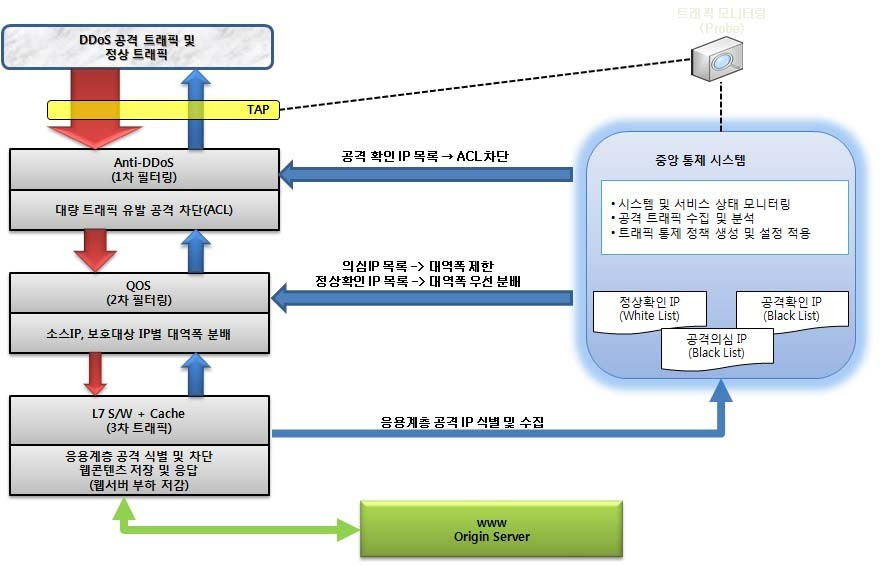 트래픽 모니터링
(Probe)
DDoS 공격 트래픽 및
정상 트래픽
TAP
Anti-DDoS
(1차 필터링)
대량 트래픽 유발 공격 차단(ACL)
공격 확인 IP 목록 → ACL 차단
중앙 통제 시스템
• 시스템 및 서비스 상태 모니터링
• 공격 트래픽 수집 및 분석
• 트래픽 통제 정책 생성 및 설정 적용
QOS
(2차 필터링)
소스IP, 보호대상 IP별 대역폭 분배
의심IP 목록 -> 대역폭 제한
정상확인 IP 목록 -> 대역폭 우선 분배
정상확인 IP
(White List)
공격확인 IP
(Black List)
공격의심 IP
(Black List)
L7 S/W + Cache
(3차 트래픽)
응용계층 공격 식별 및 차단
웹콘텐츠 저장 및 응답
(웹서버 부하 저감)
응용계층 공격 IP 식별 및 수집
www
Origin Server